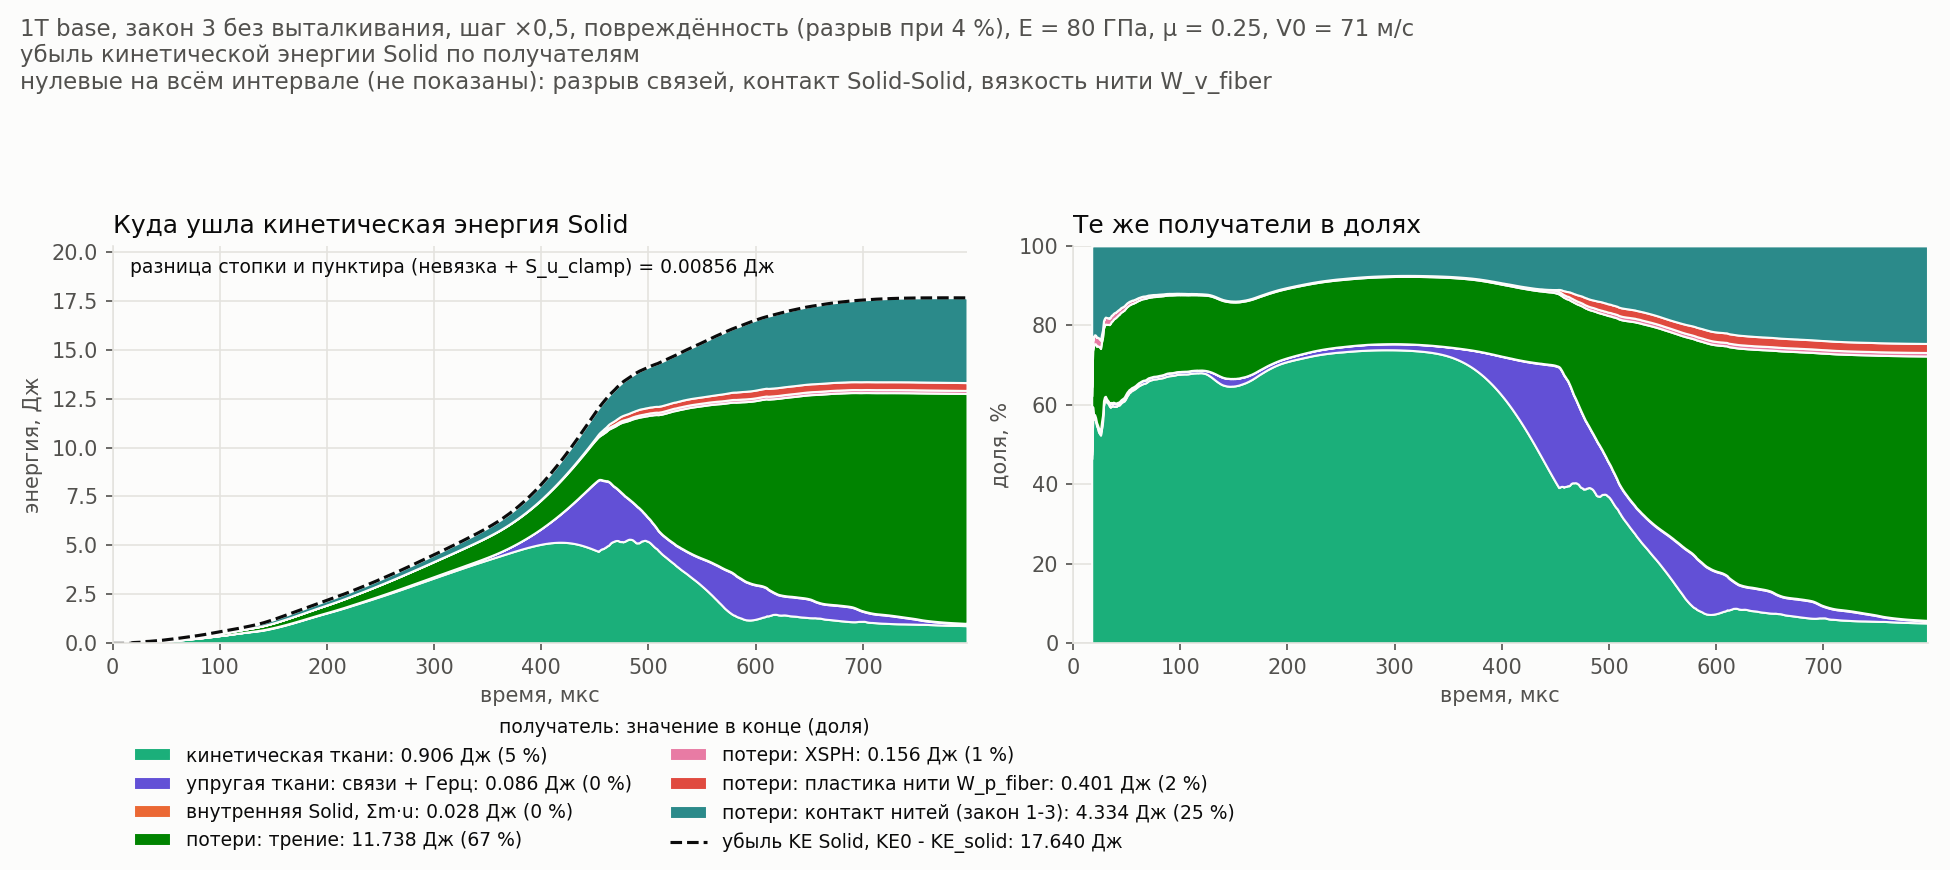 1T base, закон 3 без выталкивания, шаг ×0,5, повреждённость (разрыв при 4 %), E = 80 ГПа, μ = 0.25, V0 = 71 м/с
убыль кинетической энергии Solid по получателям
нулевые на всём интервале (не показаны): разрыв связей, контакт Solid-Solid, вязкость нити W_v_fiber
Куда ушла кинетическая энергия Solid
разница стопки и пунктира (невязка + S_u_clamp) = 0.00856 Дж
энергия, Дж
20.0
17.5
15.0
12.5
10.0
7.5
5.0
2.5
0.0
0 100 200 300 400 500 600 700
время, мкс
Те же получатели в долях
доля, %
100
80
60
40
20
0
0 100 200 300 400 500 600 700
время, мкс
получатель: значение в конце (доля)
кинетическая ткани: 0.906 Дж (5 %)
упругая ткани: связи + Герц: 0.086 Дж (0 %)
внутренняя Solid, Σm·u: 0.028 Дж (0 %)
потери: трение: 11.738 Дж (67 %)
потери: XSPH: 0.156 Дж (1 %)
потери: пластика нити W_p_fiber: 0.401 Дж (2 %)
потери: контакт нитей (закон 1-3): 4.334 Дж (25 %)
убыль KE Solid, KE0 - KE_solid: 17.640 Дж